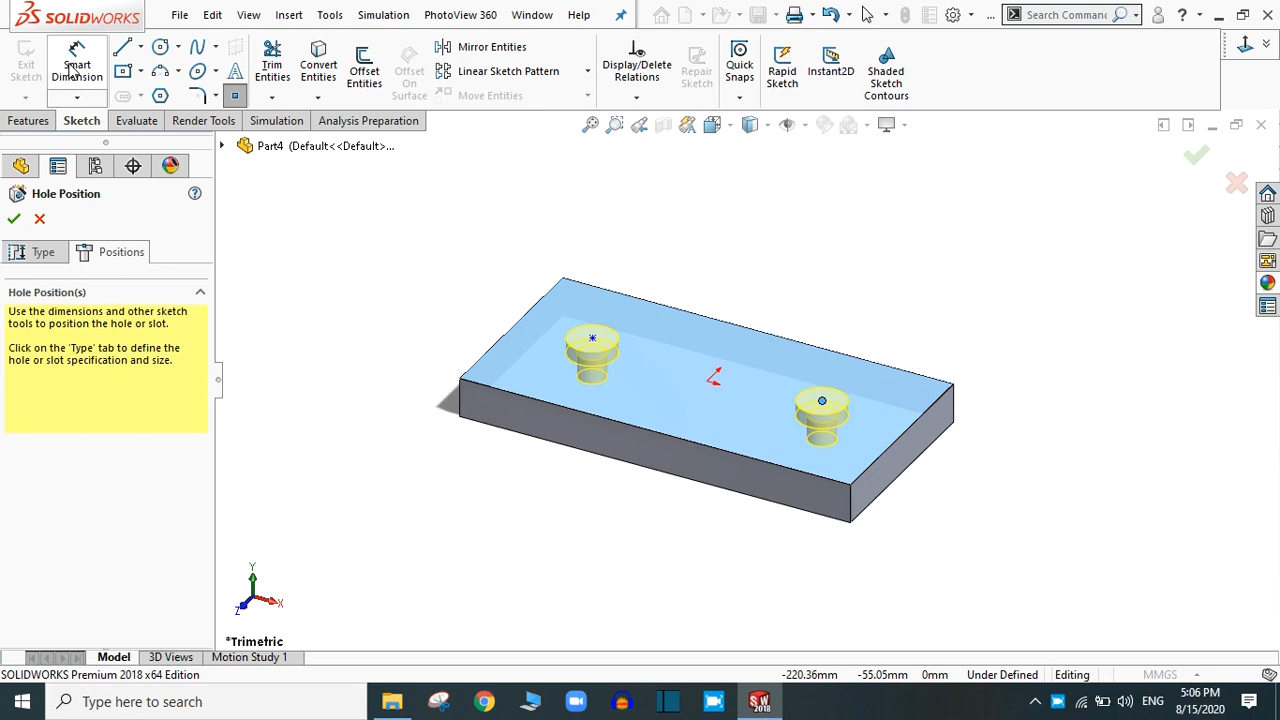 SOLIDWORKS File Edit View Insert Tools Simulation PhotoView 360 Window Help ... Search Comman ?
Exit Sketch
Smart Dimension
Trim Entities
Convert Entities
Offset Entities
Offset On Surface
Mirror Entities
Linear Sketch Pattern
Move Entities
Display/Delete Relations
Repair Sketch
Quick Snaps
Rapid Sketch
Instant2D
Shaded Sketch Contours
Features Sketch Evaluate Render Tools Simulation Analysis Preparation
Part4 (Default<<Default>...
Hole Position
Type Positions
Hole Position(s)
Use the dimensions and other sketch
tools to position the hole or slot.
Click on the 'Type' tab to define the
hole or slot specification and size.
Y
Z
X
*Trimetric
Model 3D Views Motion Study 1
SOLIDWORKS Premium 2018 x64 Edition -220.36mm -55.05mm 0mm Under Defined Editing MMGS
Type here to search
SW 2018
ENG
5:06 PM
8/15/2020